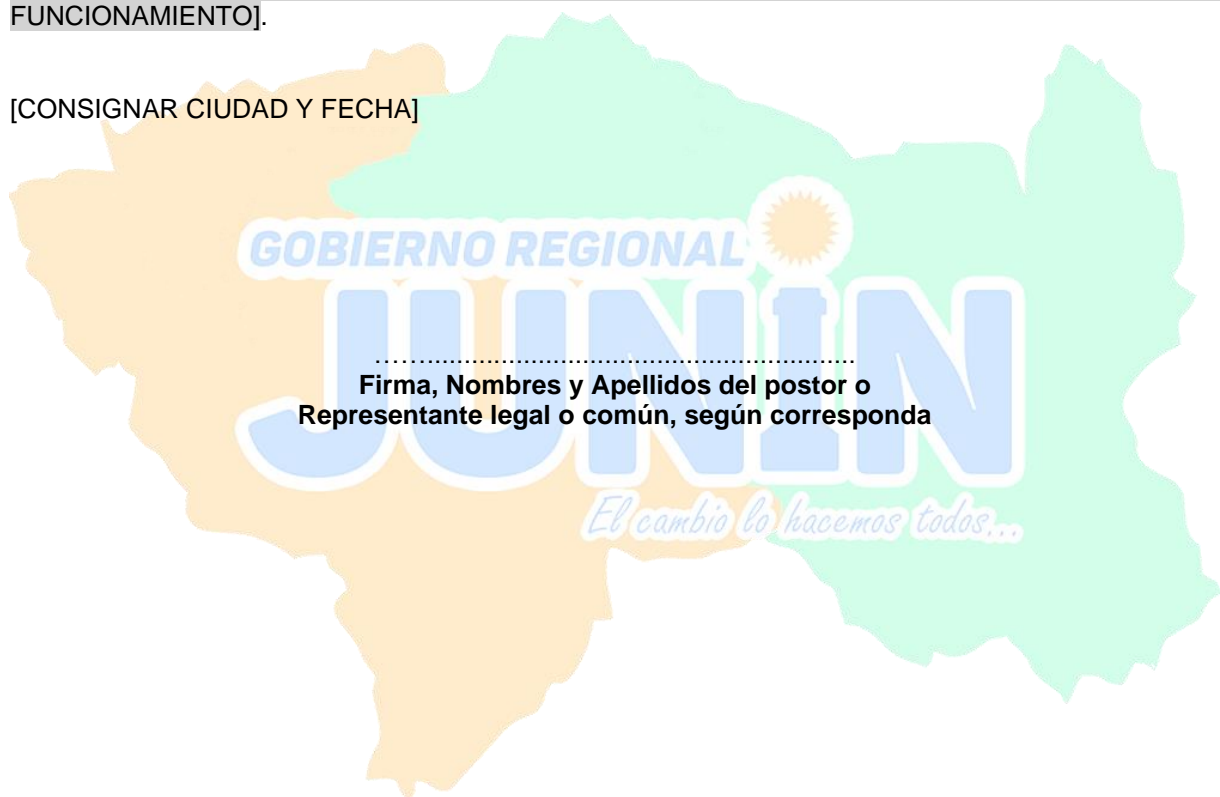 FUNCIONAMIENTO].
[CONSIGNAR CIUDAD Y FECHA]
GOBIERNO REGIONAL
JUNÍN
……...........................................................
Firma, Nombres y Apellidos del postor o
Representante legal o común, según corresponda
El cambio lo hacemos todos...